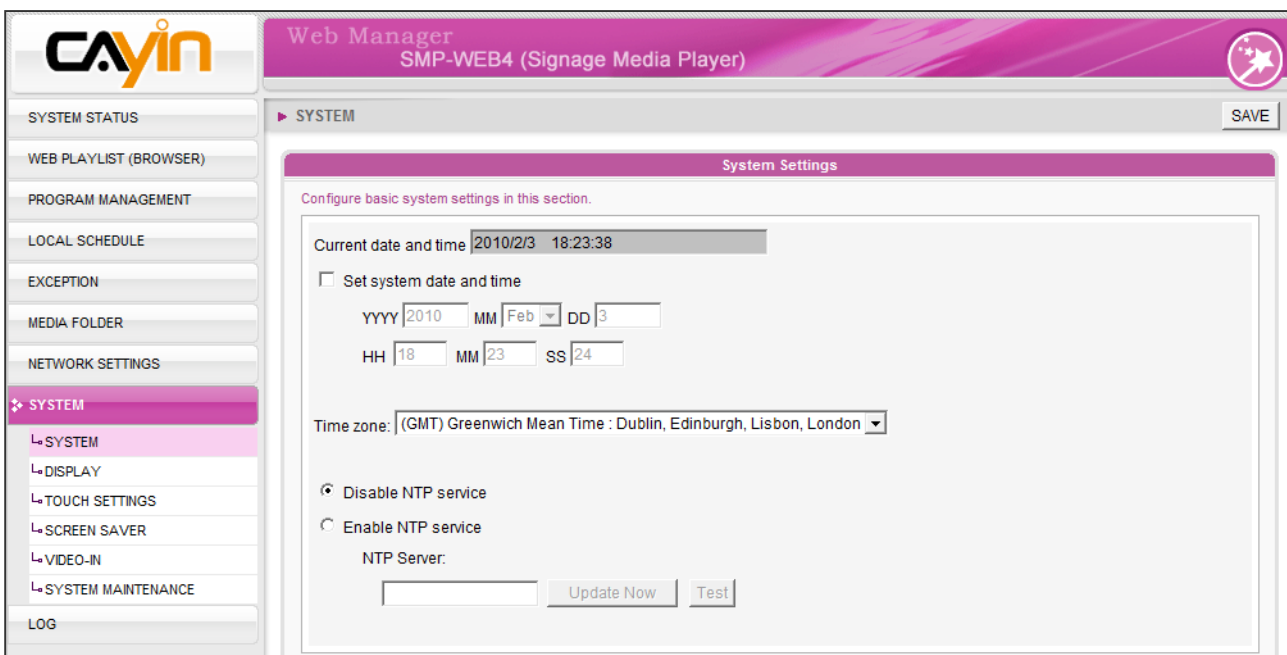 CAYIN
Web Manager
SMP-WEB4 (Signage Media Player)
SYSTEM STATUS
WEB PLAYLIST (BROWSER)
PROGRAM MANAGEMENT
LOCAL SCHEDULE
EXCEPTION
MEDIA FOLDER
NETWORK SETTINGS
SYSTEM
SYSTEM
DISPLAY
TOUCH SETTINGS
SCREEN SAVER
VIDEO-IN
SYSTEM MAINTENANCE
LOG
SYSTEM SAVE
System Settings
Configure basic system settings in this section.
Current date and time 2010/2/3 18:23:38
Set system date and time
YYYY 2010 MM Feb DD 3
HH 18 MM 23 SS 24
Time zone: (GMT) Greenwich Mean Time : Dublin, Edinburgh, Lisbon, London
Disable NTP service
Enable NTP service
NTP Server:
Update Now Test